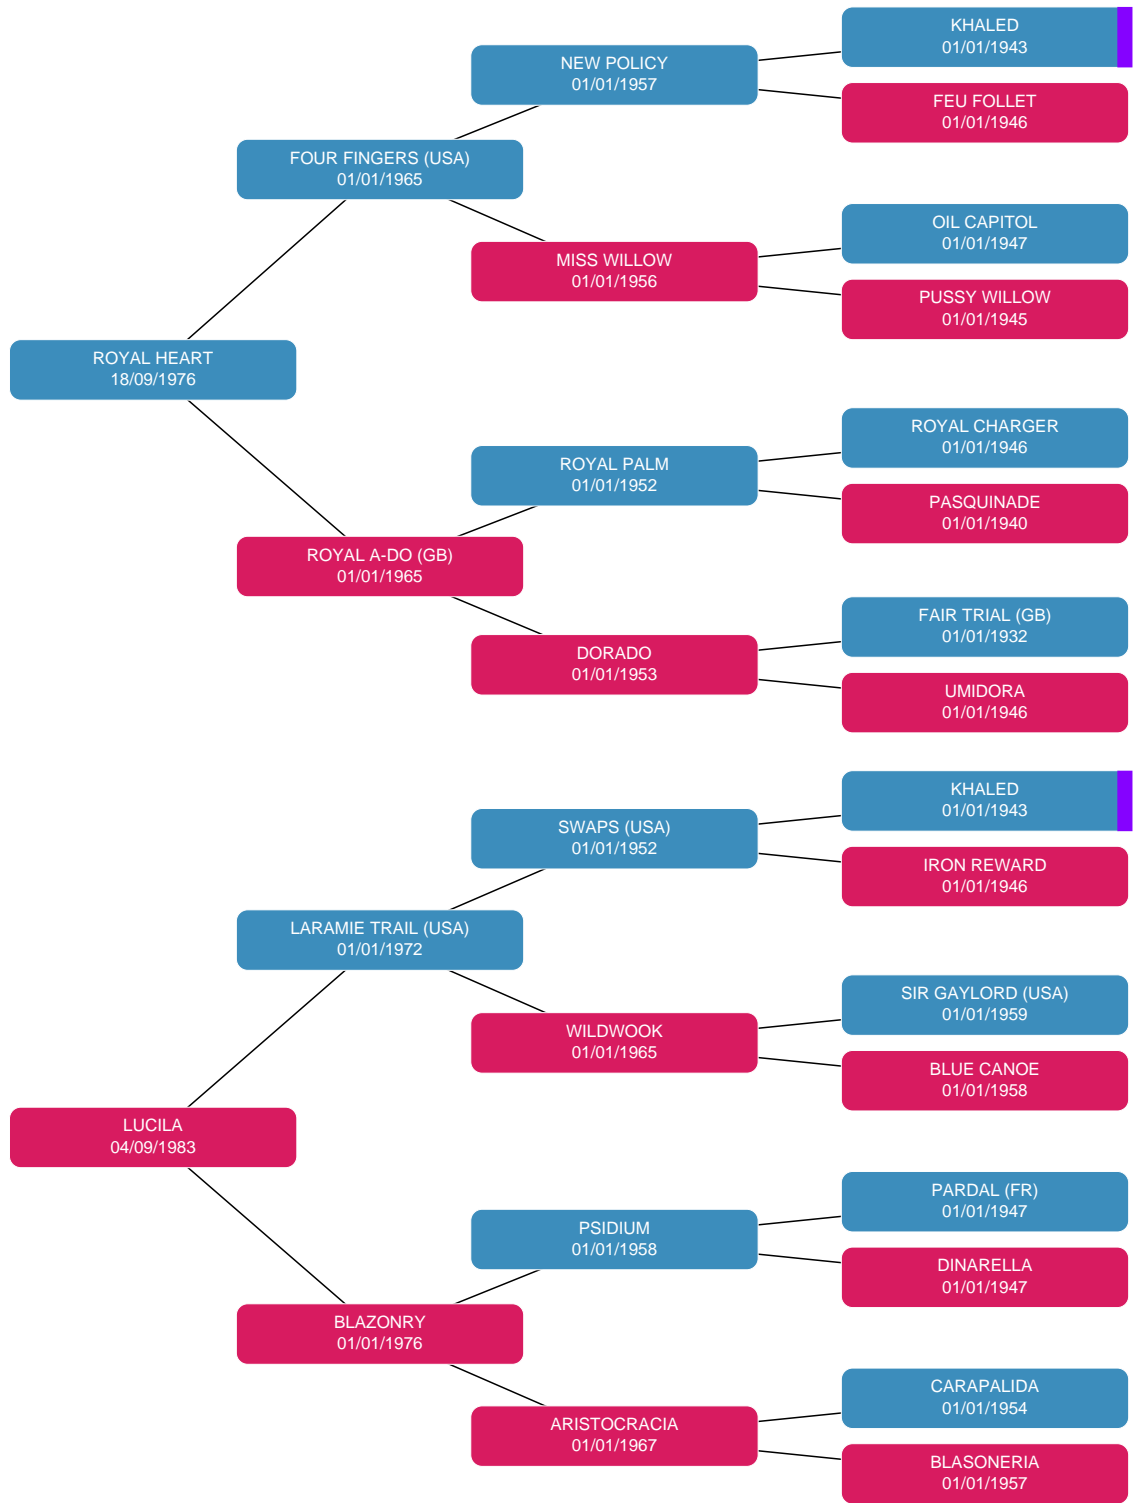 KHALED
01/01/1943
NEW POLICY
01/01/1957
FEU FOLLET
01/01/1946
FOUR FINGERS (USA)
01/01/1965
OIL CAPITOL
01/01/1947
MISS WILLOW
01/01/1956
PUSSY WILLOW
01/01/1945
ROYAL HEART
18/09/1976
ROYAL CHARGER
01/01/1946
ROYAL PALM
01/01/1952
PASQUINADE
01/01/1940
ROYAL A-DO (GB)
01/01/1965
FAIR TRIAL (GB)
01/01/1932
DORADO
01/01/1953
UMIDORA
01/01/1946
KHALED
01/01/1943
SWAPS (USA)
01/01/1952
IRON REWARD
01/01/1946
LARAMIE TRAIL (USA)
01/01/1972
SIR GAYLORD (USA)
01/01/1959
WILDWOOK
01/01/1965
BLUE CANOE
01/01/1958
LUCILA
04/09/1983
PARDAL (FR)
01/01/1947
PSIDIUM
01/01/1958
DINARELLA
01/01/1947
BLAZONRY
01/01/1976
CARAPALIDA
01/01/1954
ARISTOCRACIA
01/01/1967
BLASONERIA
01/01/1957